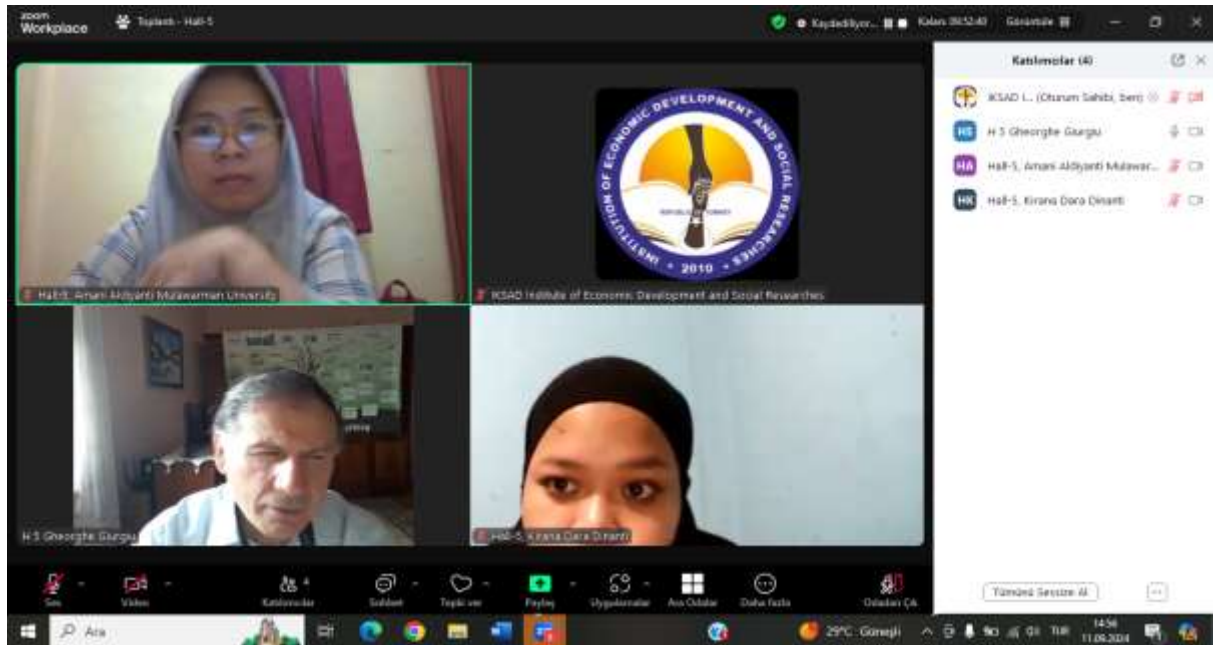 zoom
Workplace
Toplantı - Hall-5
Kaydediliyor...
Görüntüle
Katılımcılar (4)
IKSAD I... (Oturum Sahibi, ben)
HS H S Gheorghe Giurgiu
HA Hall-5, Amani Aldiyanti Mulawar...
HK Hall-5, Kirana Dara Dinanti
INSTITUTION OF ECONOMIC DEVELOPMENT AND SOCIAL RESEARCHES
2010
Hall-5, Amani Aldiyanti Mulawarman University
IKSAD Institute of Economic Development and Social Researches
H S Gheorghe Giurgiu
Hall-5, Kirana Dara Dinanti
4
Ses
Video
Katılımcılar
Sohbet
Tepki ver
Paylaş
Uygulamalar
Ara Odalar
Daha fazla
Odadan Çık
Tümünü Sessize Al
Ara
29°C Güneşli
TUR
14:56
11.09.2024